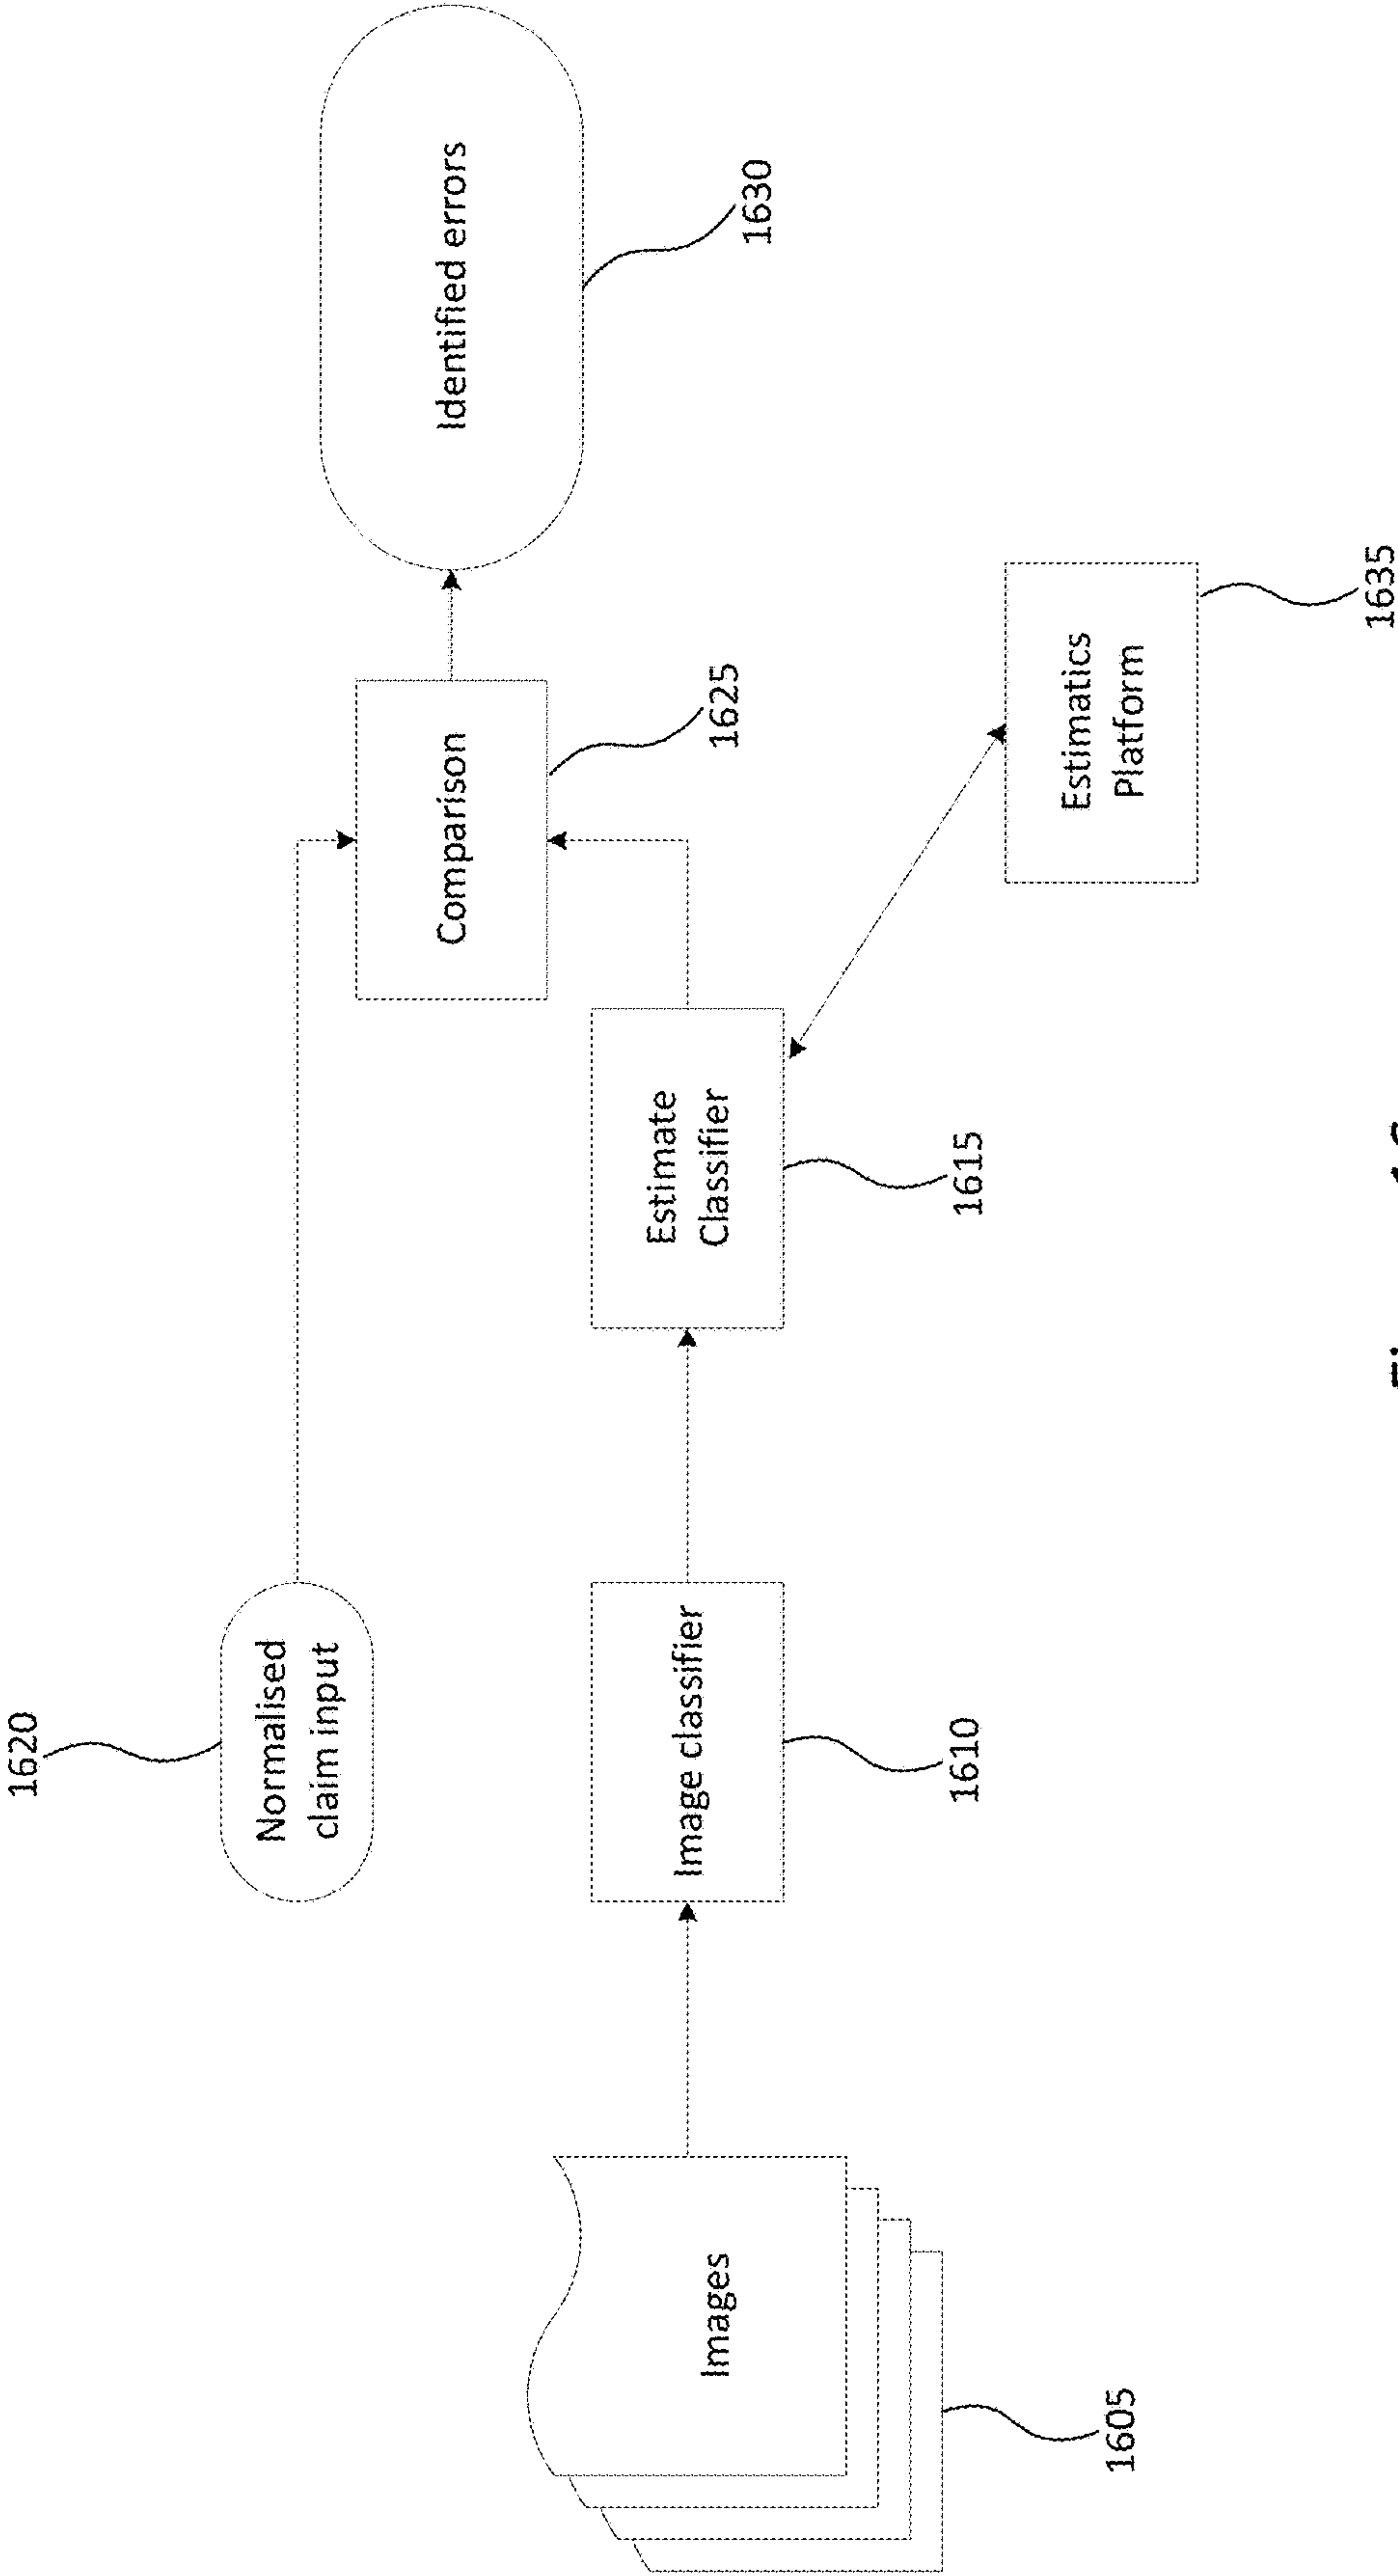 1620
Normalised
claim input
Comparison
1625
Identified errors
1630
Images
1605
Image classifier
1610
Estimate
Classifier
1615
Estimatics
Platform
1635